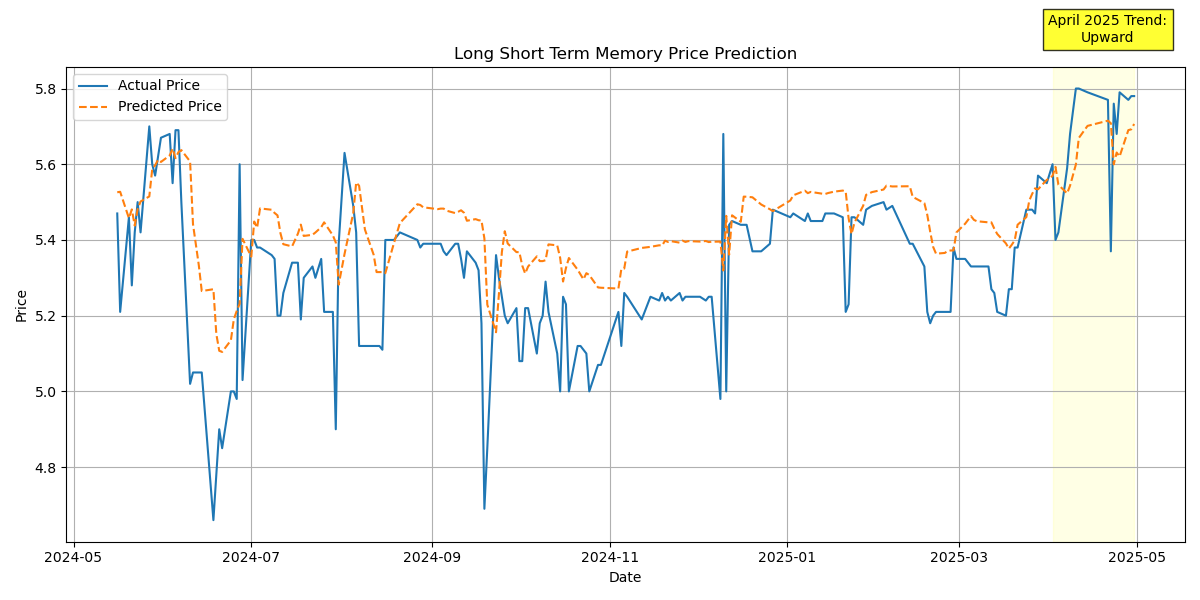 April 2025 Trend:
Upward
Long Short Term Memory Price Prediction
Actual Price
Predicted Price
Price
5.8
5.6
5.4
5.2
5.0
4.8
2024-05 2024-07 2024-09 2024-11 2025-01 2025-03 2025-05
Date